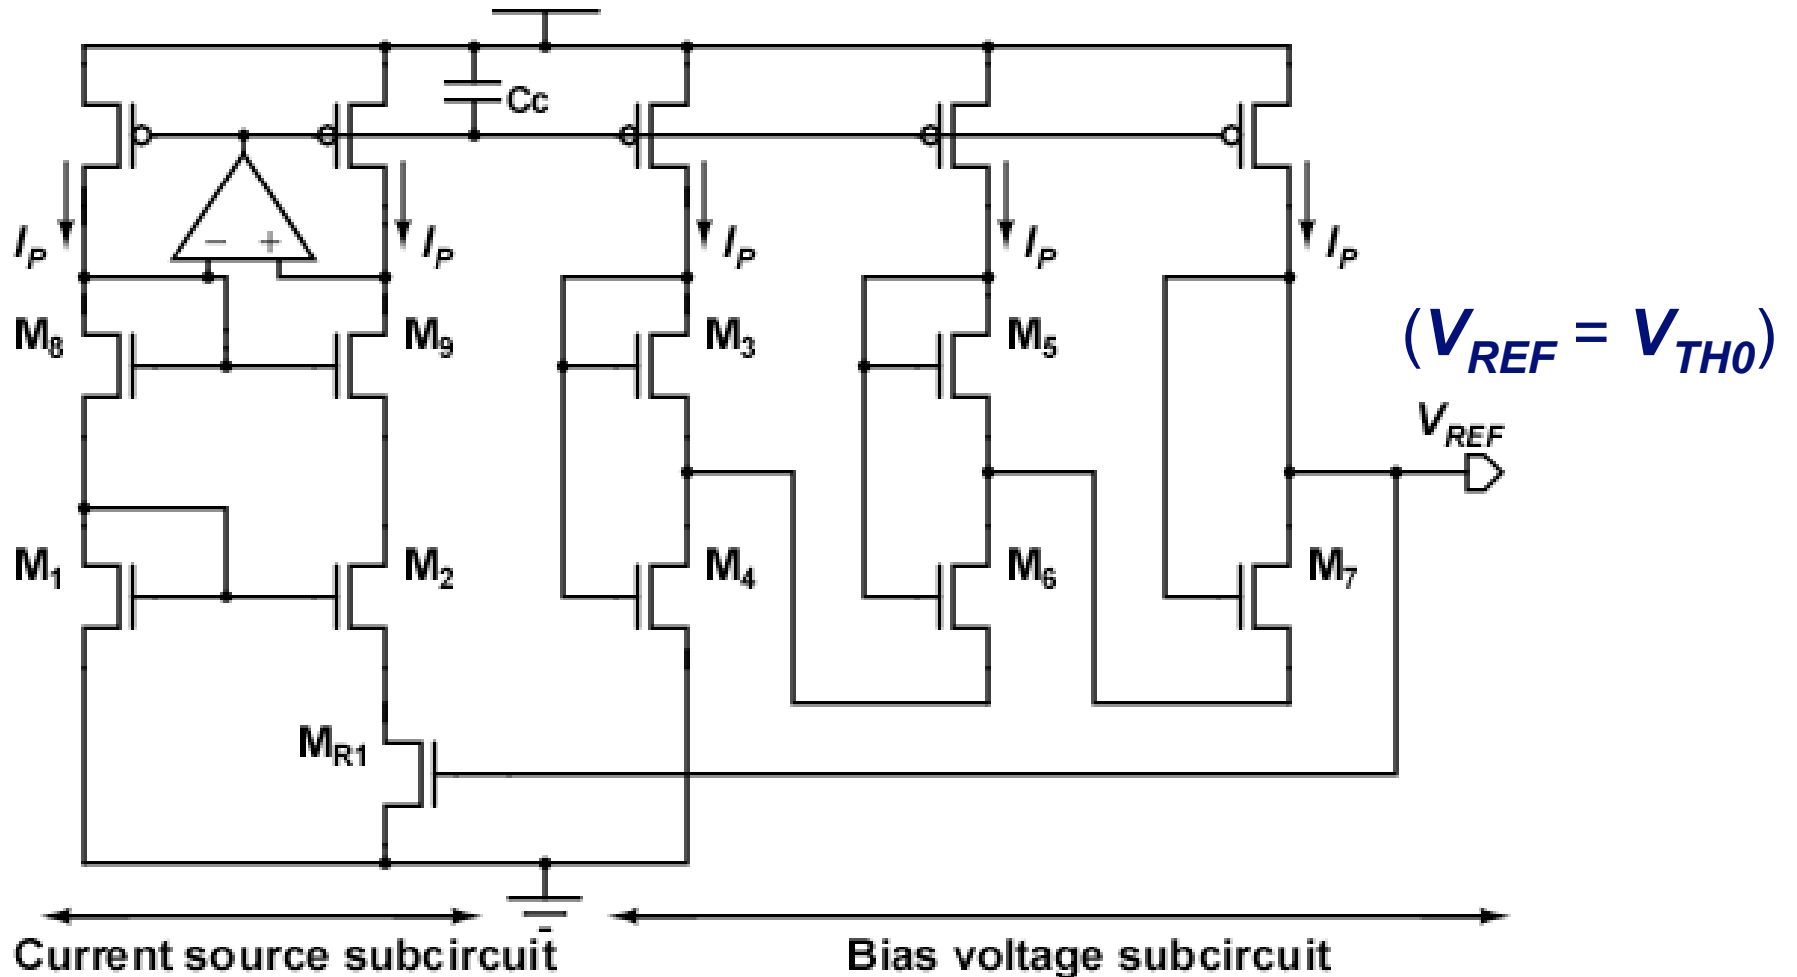 Cc
− +
I_P I_P I_P I_P I_P
M_8 M_9 M_3 M_5
(V_REF = V_TH0)
V_REF
M_1 M_2 M_4 M_6 M_7
M_R1
Current source subcircuit
Bias voltage subcircuit